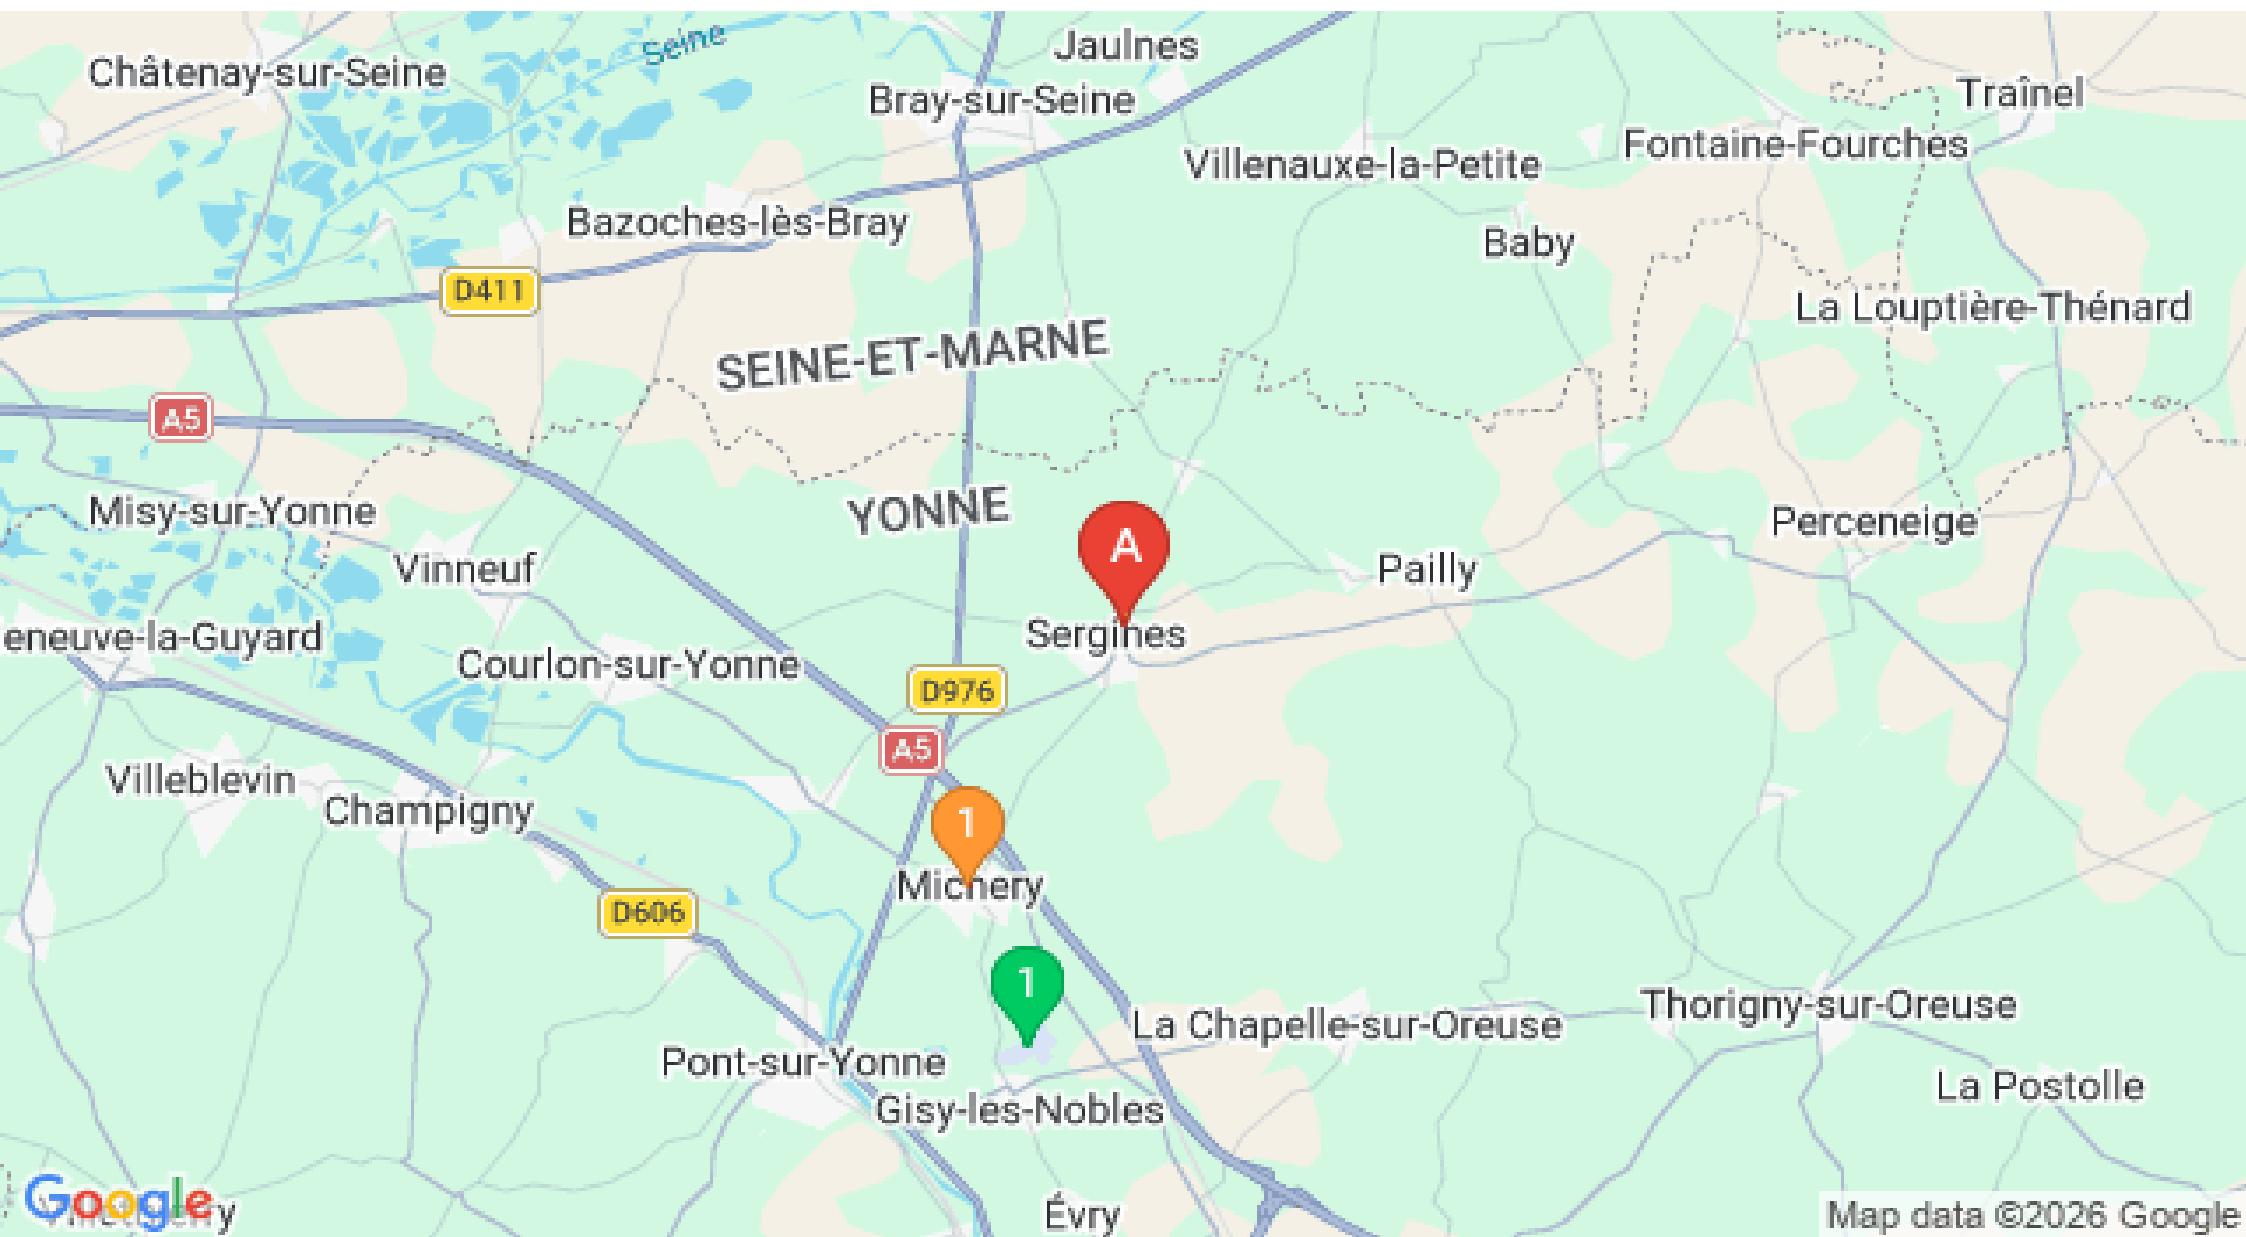 Seine
Jaulnes
Châtenay-sur-Seine
Bray-sur-Seine
Traînel
Fontaine-Fourches
Villenauxe-la-Petite
Bazoches-lès-Bray
Baby
D411
La Louptière-Thénard
SEINE-ET-MARNE
A5
Misy-sur-Yonne
YONNE
Perceneige
A
Vinneuf
Pailly
eneuve-la-Guyard
Sergines
Courlon-sur-Yonne
D976
A5
Villeblevin
Champigny
1
Michery
D606
1
La Chapelle-sur-Oreuse
Thorigny-sur-Oreuse
Pont-sur-Yonne
La Postolle
Gisy-les-Nobles
Google
Évry
Map data ©2026 Google